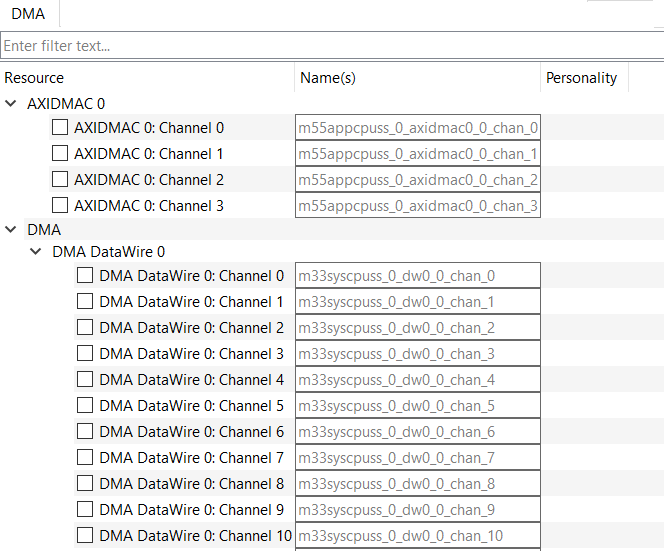 DMA
Enter filter text...
Resource Name(s) Personality
AXIDMAC 0
AXIDMAC 0: Channel 0 m55appcpuss_0_axidmac0_0_chan_0
AXIDMAC 0: Channel 1 m55appcpuss_0_axidmac0_0_chan_1
AXIDMAC 0: Channel 2 m55appcpuss_0_axidmac0_0_chan_2
AXIDMAC 0: Channel 3 m55appcpuss_0_axidmac0_0_chan_3
DMA
DMA DataWire 0
DMA DataWire 0: Channel 0 m33syscpuss_0_dw0_0_chan_0
DMA DataWire 0: Channel 1 m33syscpuss_0_dw0_0_chan_1
DMA DataWire 0: Channel 2 m33syscpuss_0_dw0_0_chan_2
DMA DataWire 0: Channel 3 m33syscpuss_0_dw0_0_chan_3
DMA DataWire 0: Channel 4 m33syscpuss_0_dw0_0_chan_4
DMA DataWire 0: Channel 5 m33syscpuss_0_dw0_0_chan_5
DMA DataWire 0: Channel 6 m33syscpuss_0_dw0_0_chan_6
DMA DataWire 0: Channel 7 m33syscpuss_0_dw0_0_chan_7
DMA DataWire 0: Channel 8 m33syscpuss_0_dw0_0_chan_8
DMA DataWire 0: Channel 9 m33syscpuss_0_dw0_0_chan_9
DMA DataWire 0: Channel 10 m33syscpuss_0_dw0_0_chan_10